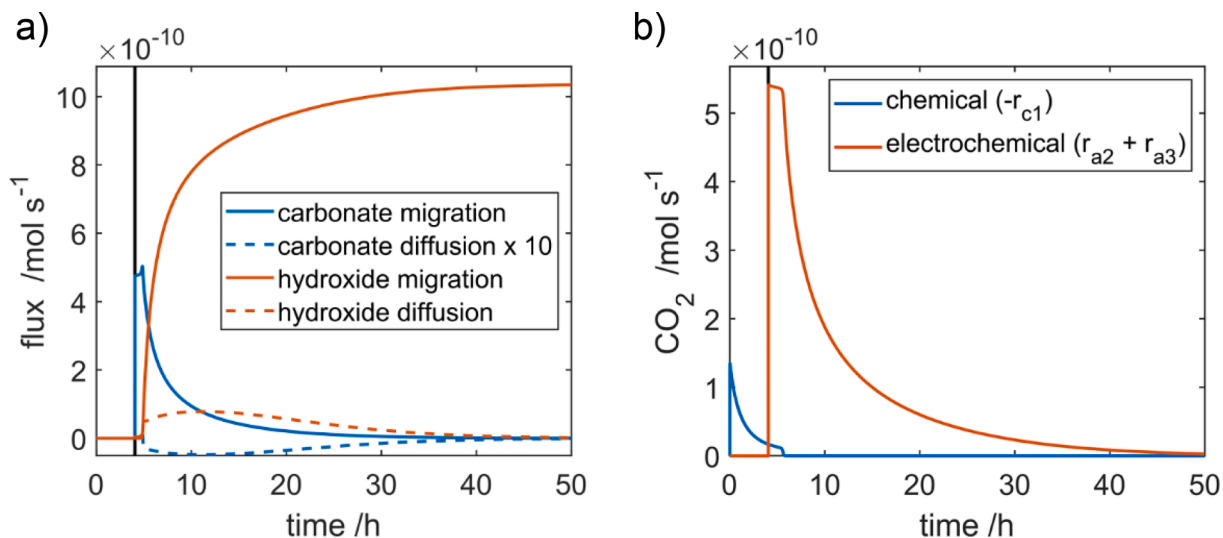 a)
×10⁻¹⁰
10
8
6
4
2
0
flux /mol s⁻¹
carbonate migration
carbonate diffusion x 10
hydroxide migration
hydroxide diffusion
0 10 20 30 40 50
time /h
b)
×10⁻¹⁰
5
4
3
2
1
0
CO₂ /mol s⁻¹
chemical (-r_c1)
electrochemical (r_a2 + r_a3)
0 10 20 30 40 50
time /h